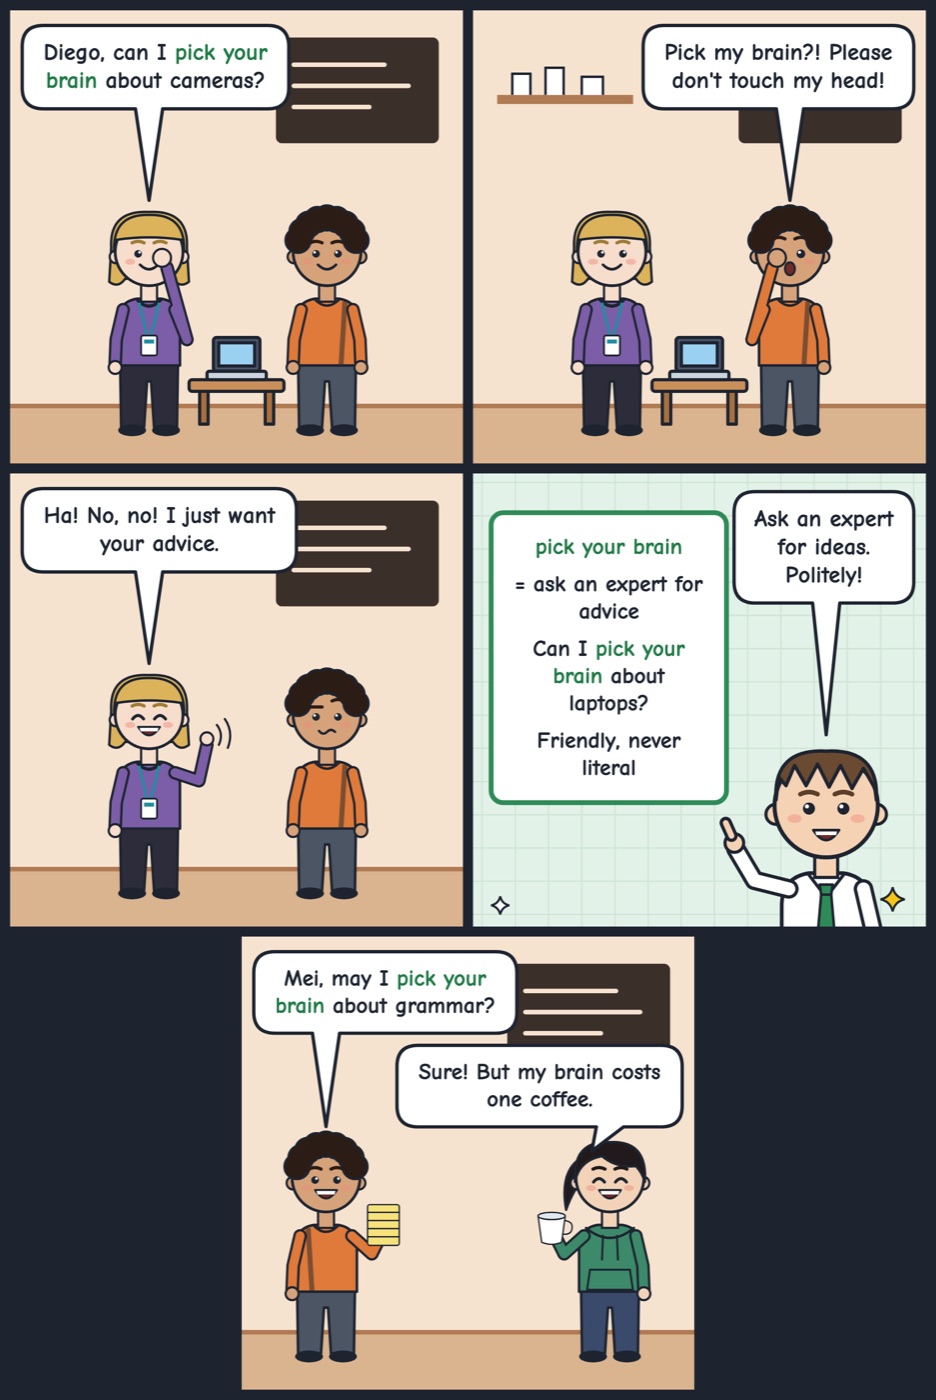 Diego, can I pick your
brain about cameras?
Pick my brain?! Please
don't touch my head!
Ha! No, no! I just want
your advice.
pick your brain
= ask an expert for
advice
Can I pick your
brain about
laptops?
Friendly, never
literal
Ask an expert
for ideas.
Politely!
Mei, may I pick your
brain about grammar?
Sure! But my brain costs
one coffee.